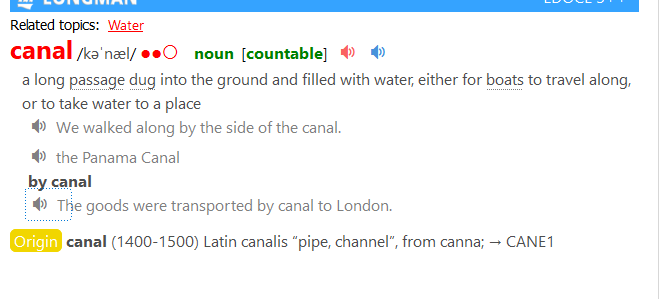 LONGMAN
LDOCE 5++
Related topics: Water
canal /kəˈnæl/ ●●○ noun [countable]
a long passage dug into the ground and filled with water, either for boats to travel along,
or to take water to a place
We walked along by the side of the canal.
the Panama Canal
by canal
The goods were transported by canal to London.
Origin canal (1400-1500) Latin canalis “pipe, channel”, from canna; → CANE1